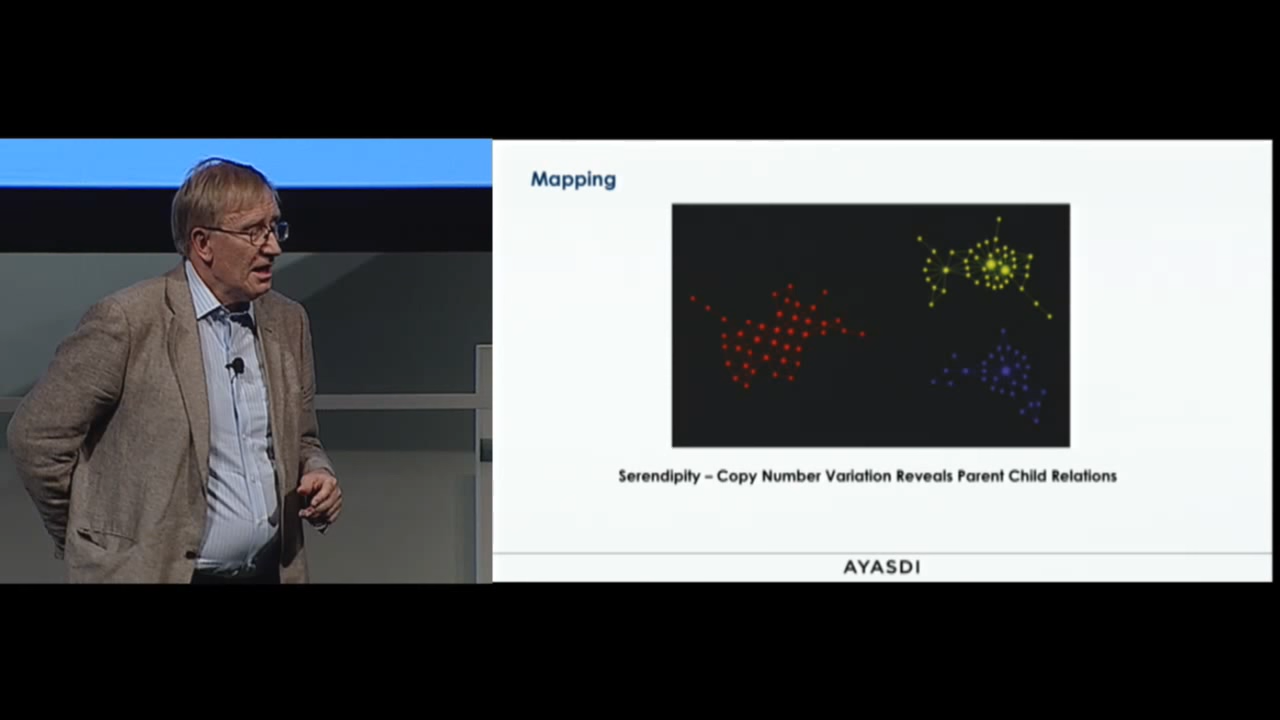 Mapping
Serendipity – Copy Number Variation Reveals Parent Child Relations
AYASDI